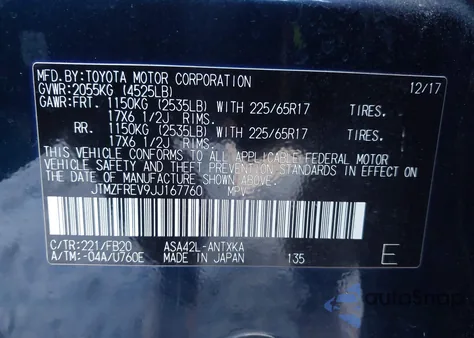 MFD.BY:TOYOTA MOTOR CORPORATION 12/17
GVWR:2055KG (4525LB)
GAWR:FRT. 1150KG (2535LB) WITH 225/65R17 TIRES.
17X6 1/2J RIMS.
RR. 1150KG (2535LB) WITH 225/65R17 TIRES.
17X6 1/2J RIMS.
THIS VEHICLE CONFORMS TO ALL APPLICABLE FEDERAL MOTOR
VEHICLE SAFETY AND THEFT PREVENTION STANDARDS IN EFFECT ON
THE DATE OF MANUFACTURE SHOWN ABOVE.
JTMZFREV9JJ167760 MPV
C/TR:221/FB20 ASA42L-ANTXKA
A/TM:-04A/U760E MADE IN JAPAN 135 E
autoSnap